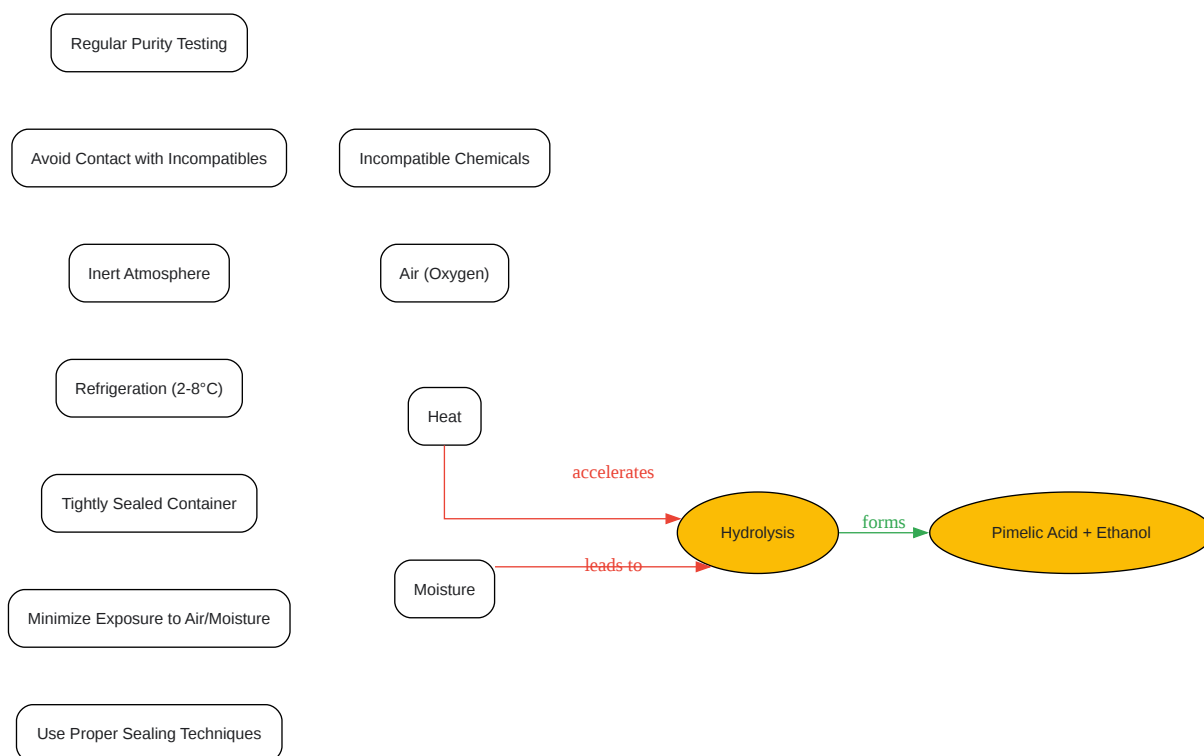 Regular Purity Testing
Avoid Contact with Incompatibles
Incompatible Chemicals
Inert Atmosphere
Air (Oxygen)
Refrigeration (2-8°C)
Heat
accelerates
Tightly Sealed Container
Hydrolysis
forms
Pimelic Acid + Ethanol
leads to
Moisture
Minimize Exposure to Air/Moisture
Use Proper Sealing Techniques